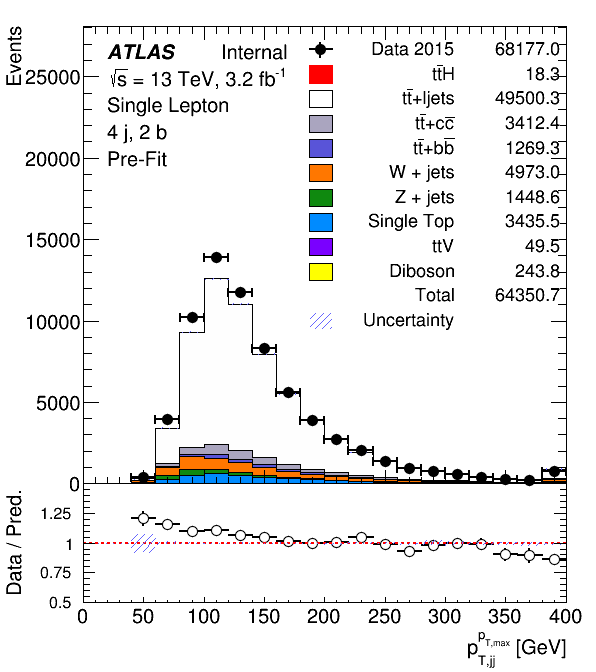 Events
ATLAS Internal
√s = 13 TeV, 3.2 fb⁻¹
Single Lepton
4 j, 2 b
Pre-Fit
Data 2015 68177.0
tt̄H 18.3
tt̄+ljets 49500.3
tt̄+cc̄ 3412.4
tt̄+bb̄ 1269.3
W + jets 4973.0
Z + jets 1448.6
Single Top 3435.5
ttV 49.5
Diboson 243.8
Total 64350.7
Uncertainty
25000
20000
15000
10000
5000
0
Data / Pred.
1.25
1
0.75
0.5
0 50 100 150 200 250 300 350 400
p_{T,jj}^{p_{T,max}} [GeV]